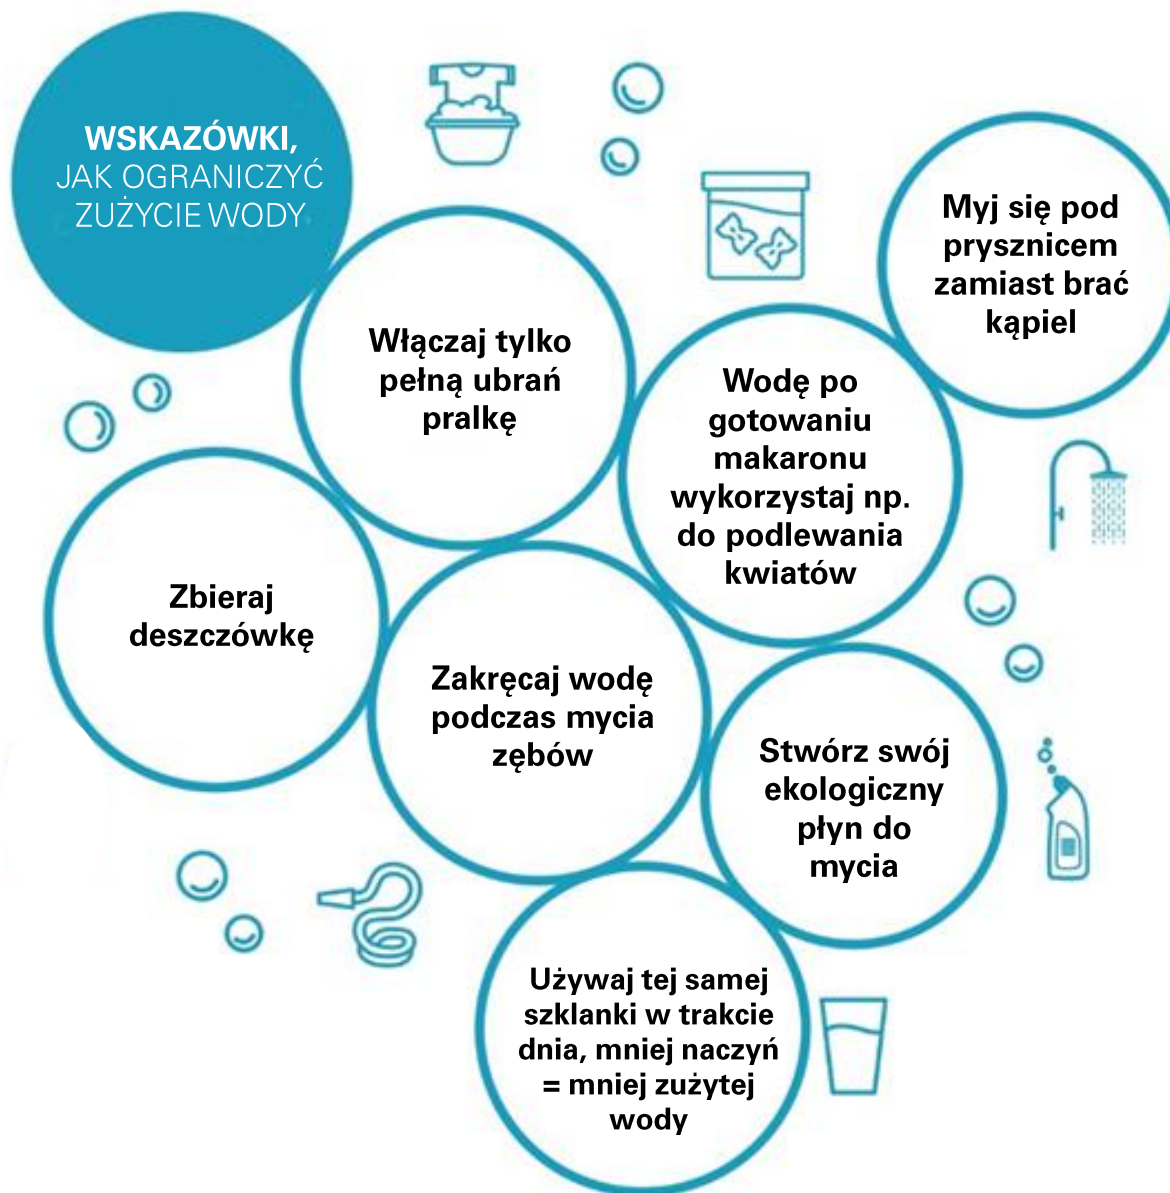 WSKAZÓWKI,
JAK OGRANICZYĆ
ZUŻYCIE WODY
Włączaj tylko
pełną ubrań
pralkę
Wodę po
gotowaniu
makaronu
wykorzystaj np.
do podlewania
kwiatów
Myj się pod
prysznicem
zamiast brać
kąpiel
Zbieraj
deszczówkę
Zakręcaj wodę
podczas mycia
zębów
Stwórz swój
ekologiczny
płyn do
mycia
Używaj tej samej
szklanki w trakcie
dnia, mniej naczyń
= mniej zużytej
wody